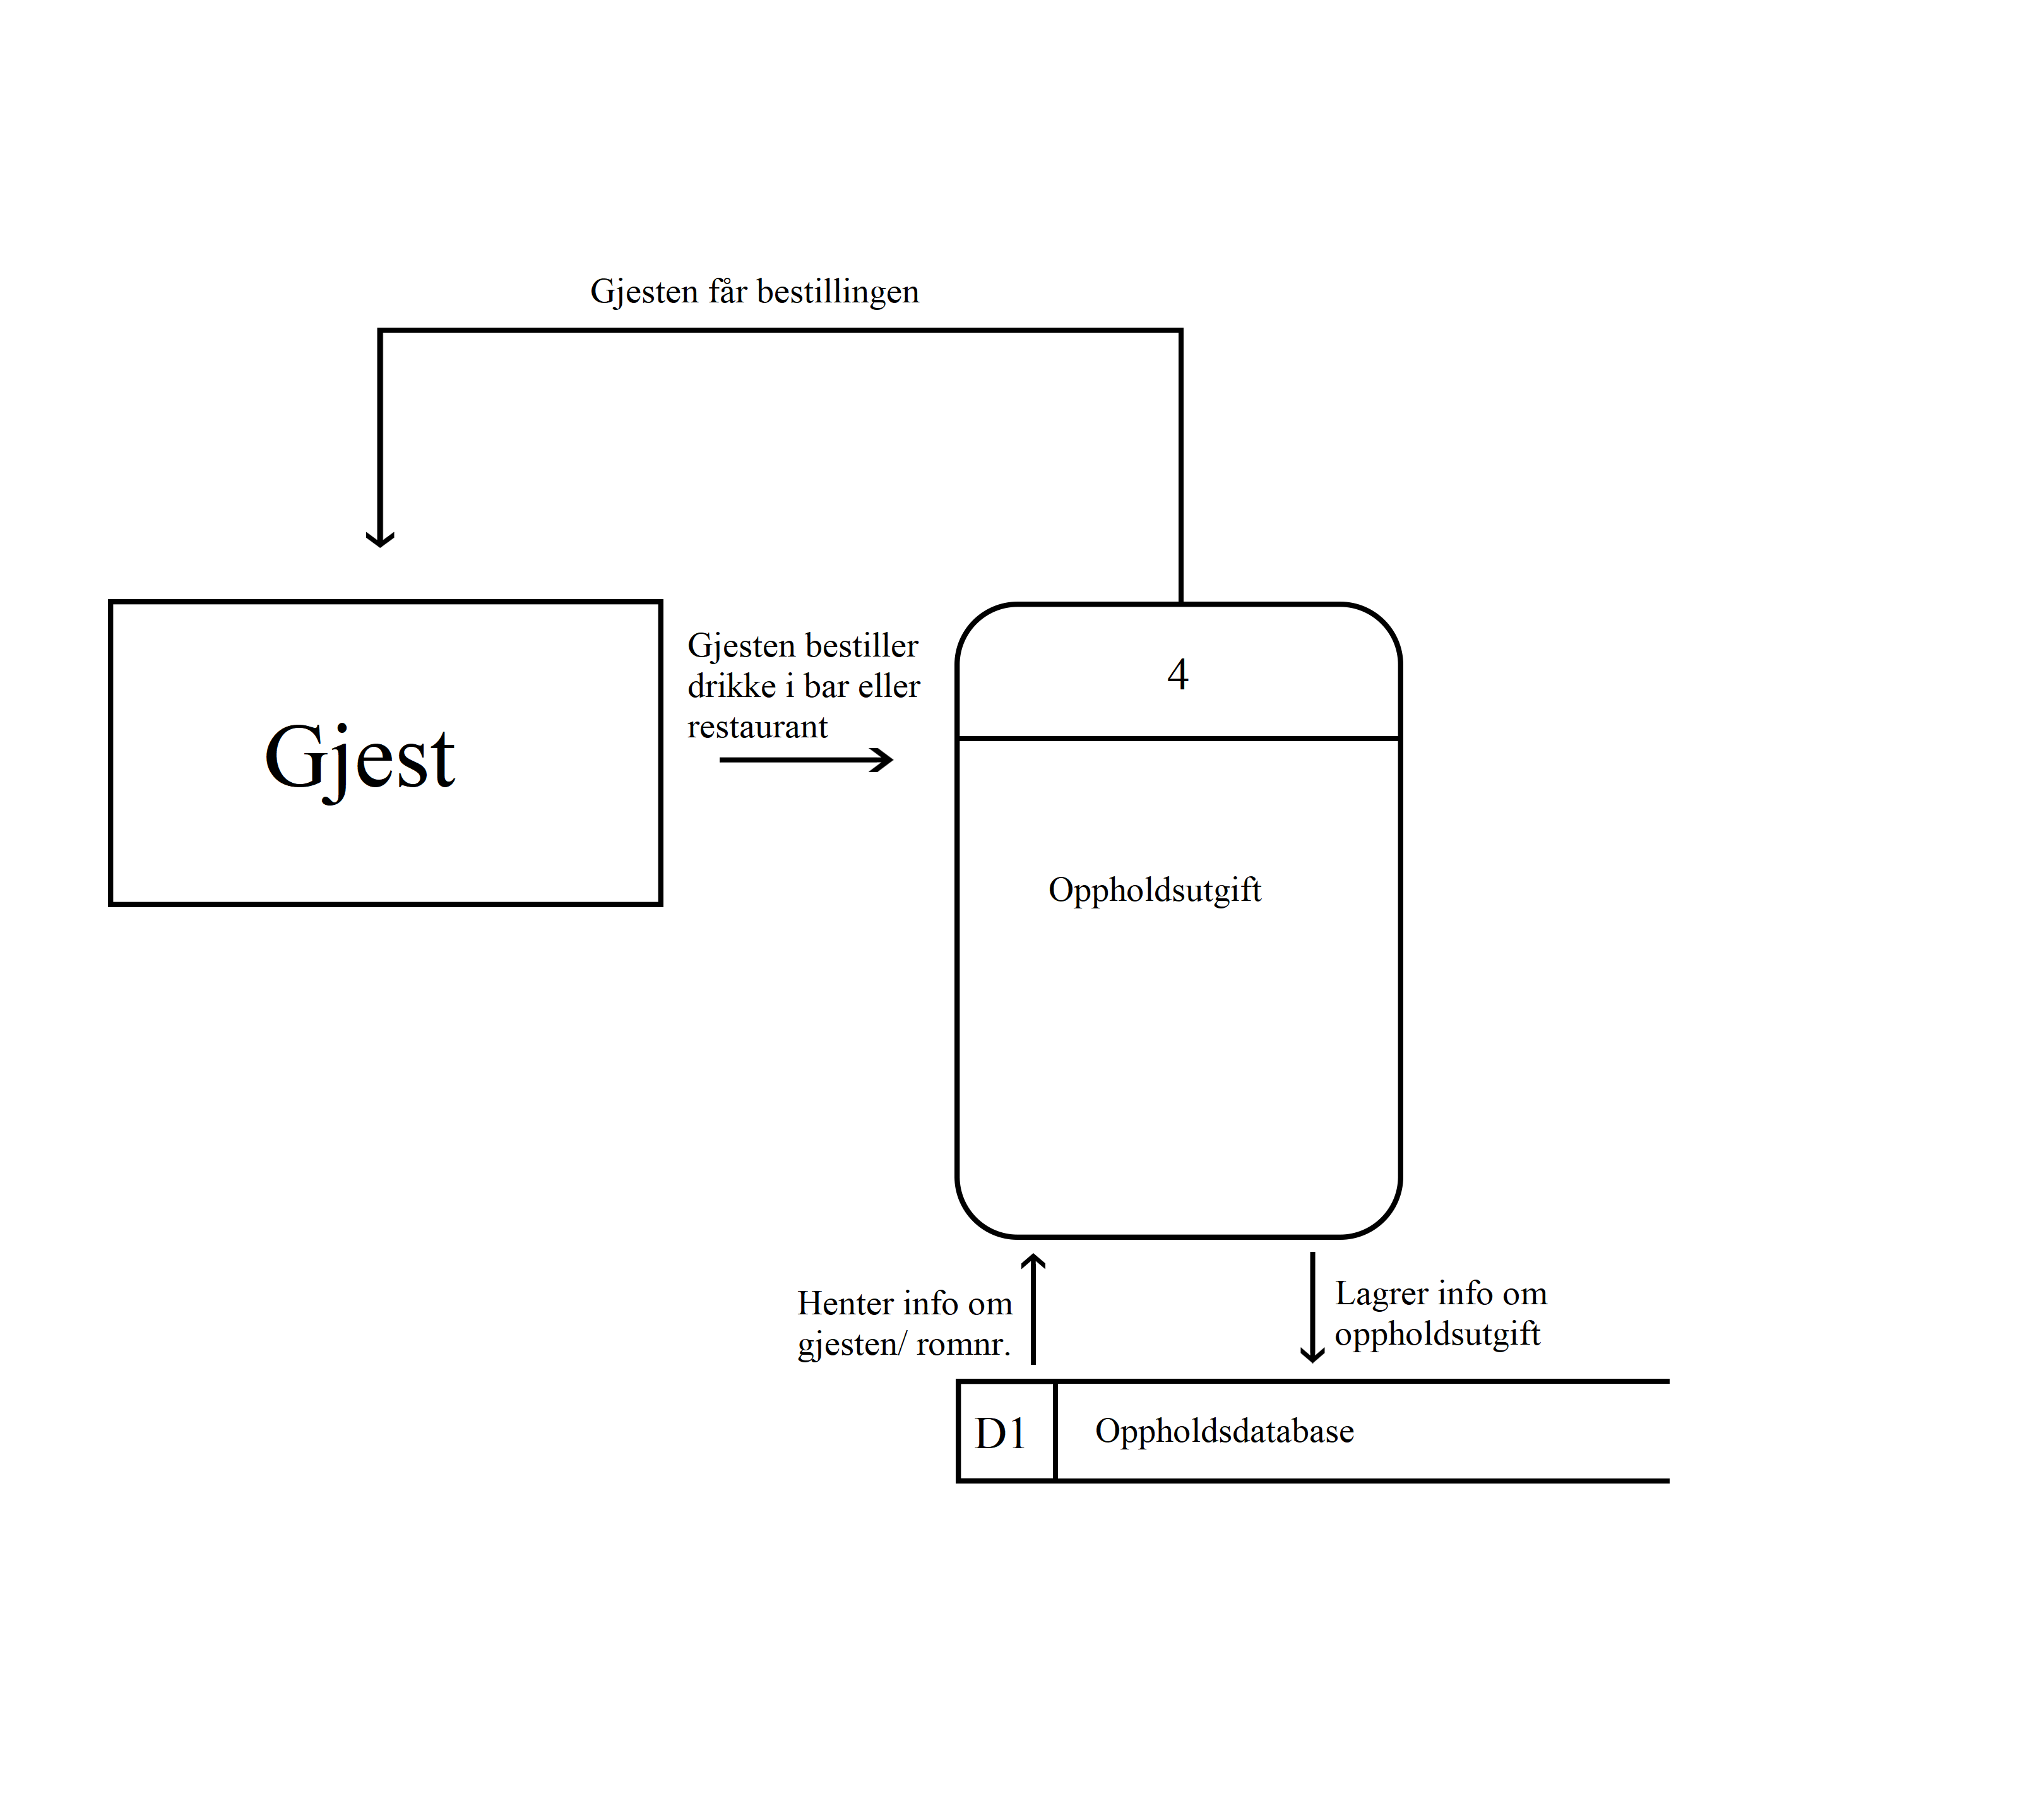 Gjesten får bestillingen
Gjest
Gjesten bestiller
drikke i bar eller
restaurant
4
Oppholdsutgift
Henter info om
gjesten/ romnr.
Lagrer info om
oppholdsutgift
D1
Oppholdsdatabase